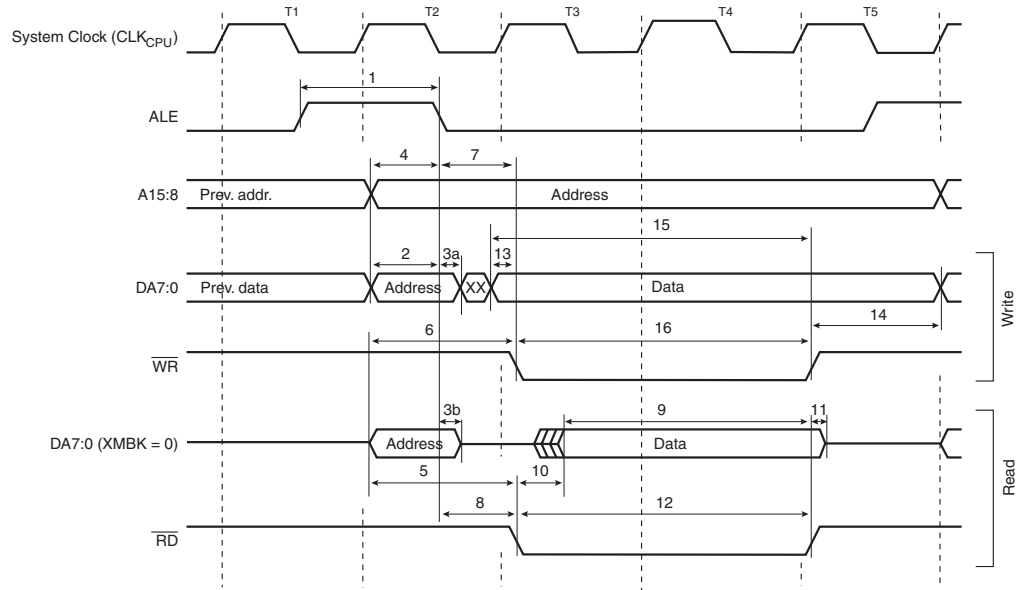 T1 T2 T3 T4 T5
System Clock (CLKCPU)
1
ALE
4 7
A15:8 Prev. addr. Address
15
2 3a 13
DA7:0 Prev. data Address XX Data
14
6 16
WR
Write
3b 9 11
DA7:0 (XMBK = 0) Address Data
5 10
Read
8 12
RD